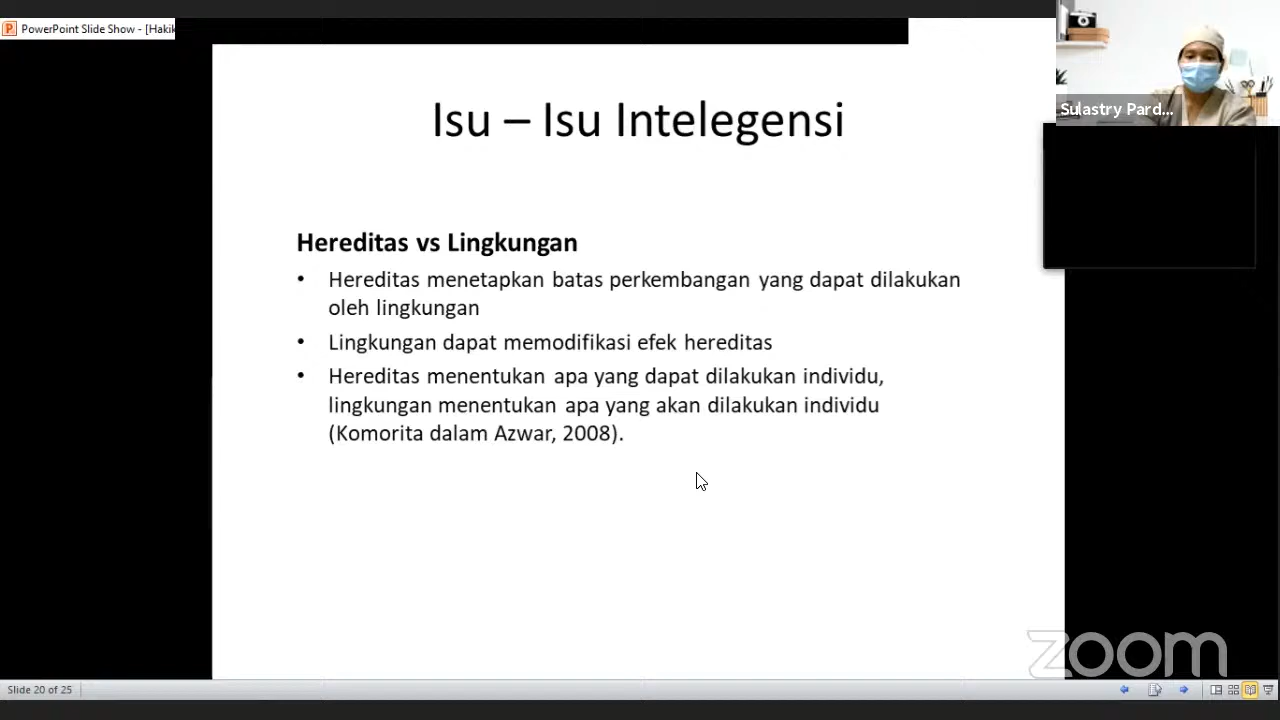 PowerPoint Slide Show - [Hakik
Sulastry Pard...
Isu – Isu Intelegensi
Hereditas vs Lingkungan
• Hereditas menetapkan batas perkembangan yang dapat dilakukan
oleh lingkungan
• Lingkungan dapat memodifikasi efek hereditas
• Hereditas menentukan apa yang dapat dilakukan individu,
lingkungan menentukan apa yang akan dilakukan individu
(Komorita dalam Azwar, 2008).
zoom
Slide 20 of 25